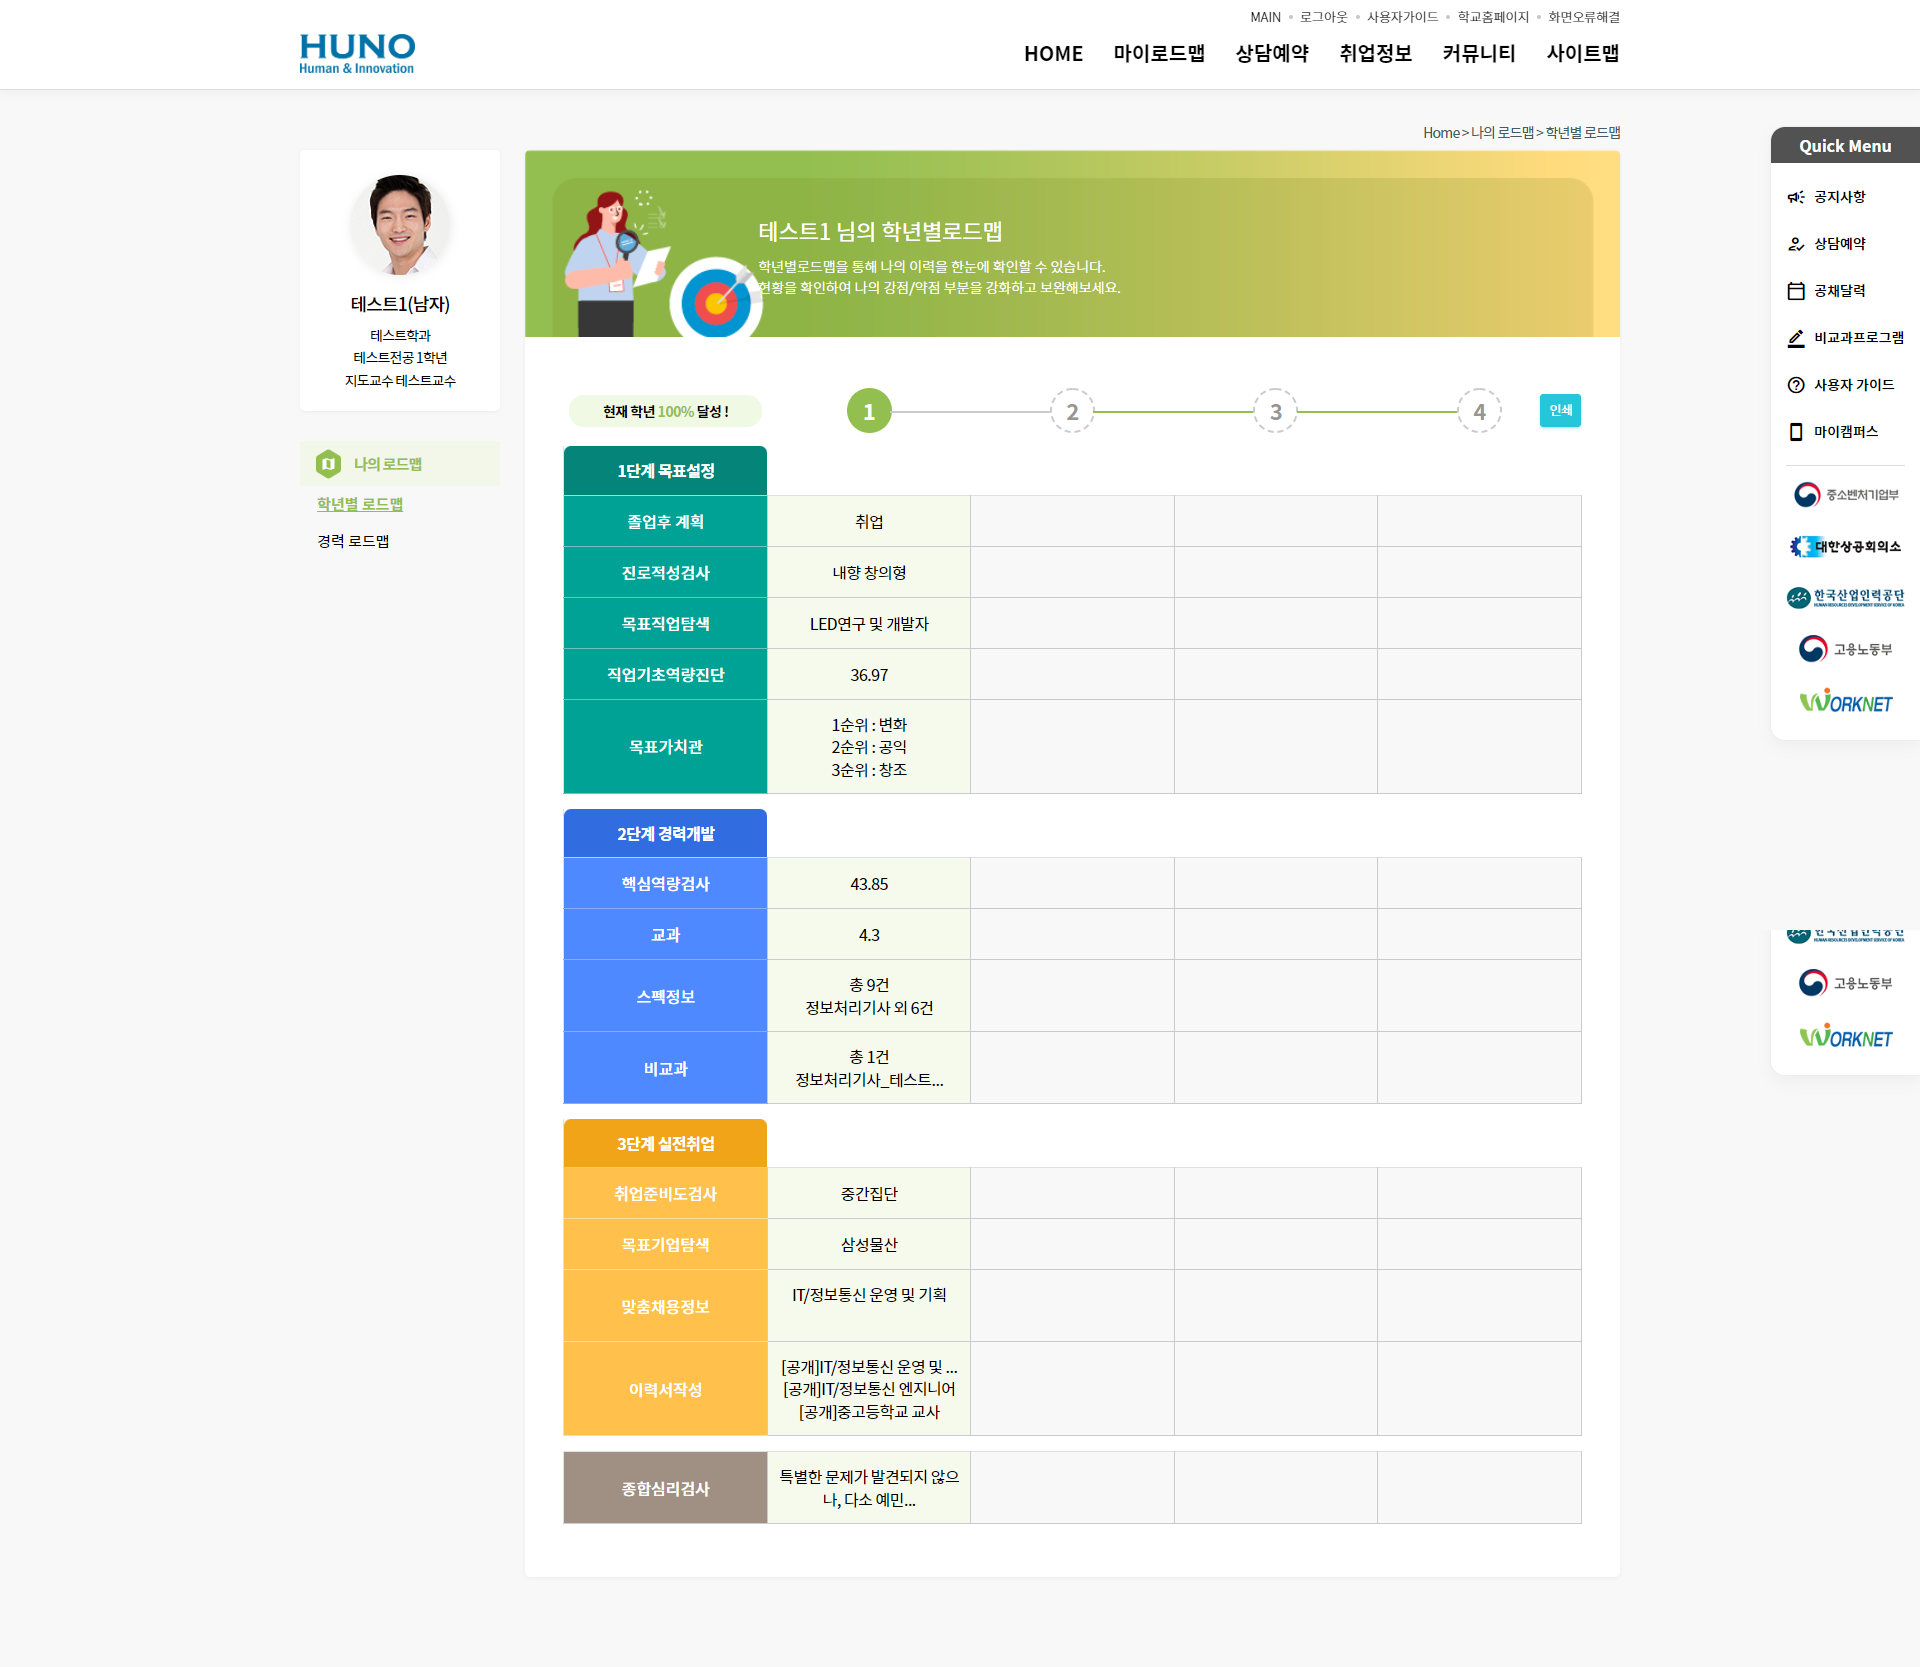 MAIN 로그아웃 사용자가이드 학교홈페이지 화면오류해결
HUNO
Human & Innovation
HOME 마이로드맵 상담예약 취업정보 커뮤니티 사이트맵
Home > 나의 로드맵 > 학년별 로드맵
테스트1(남자)
테스트학과
테스트전공 1학년
지도교수 테스트교수
나의 로드맵
학년별 로드맵
경력 로드맵
테스트1 님의 학년별로드맵
학년별로드맵을 통해 나의 이력을 한눈에 확인할 수 있습니다.
현황을 확인하여 나의 강점/약점 부분을 강화하고 보완해보세요.
현재 학년 100% 달성 !
1 2 3 4
인쇄
1단계 목표설정
졸업후 계획 취업
진로적성검사 내향 창의형
목표직업탐색 LED연구 및 개발자
직업기초역량진단 36.97
목표가치관
1순위 : 변화
2순위 : 공익
3순위 : 창조
2단계 경력개발
핵심역량검사 43.85
교과 4.3
스펙정보
총 9건
정보처리기사 외 6건
비교과
총 1건
정보처리기사_테스트...
3단계 실전취업
취업준비도검사 중간집단
목표기업탐색 삼성물산
맞춤채용정보 IT/정보통신 운영 및 기획
이력서작성
[공개]IT/정보통신 운영 및 ...
[공개]IT/정보통신 엔지니어
[공개]중고등학교 교사
종합심리검사
특별한 문제가 발견되지 않으
나, 다소 예민...
Quick Menu
공지사항
상담예약
공채달력
비교과프로그램
사용자 가이드
마이캠퍼스
중소벤처기업부
대한상공회의소
한국산업인력공단
HUMAN RESOURCES DEVELOPMENT SERVICE OF KOREA
고용노동부
WORKNET
한국산업인력공단
HUMAN RESOURCES DEVELOPMENT SERVICE OF KOREA
고용노동부
WORKNET